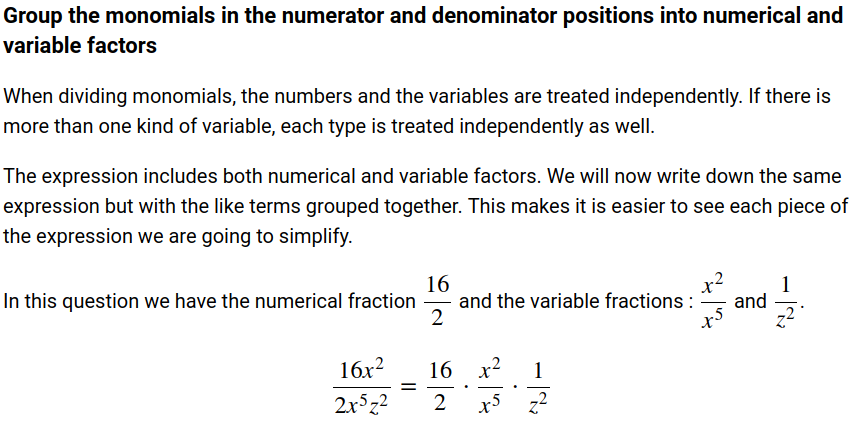 Group the monomials in the numerator and denominator positions into numerical and
variable factors
When dividing monomials, the numbers and the variables are treated independently. If there is
more than one kind of variable, each type is treated independently as well.
The expression includes both numerical and variable factors. We will now write down the same
expression but with the like terms grouped together. This makes it is easier to see each piece of
the expression we are going to simplify.
In this question we have the numerical fraction $\frac{16}{2}$ and the variable fractions : $\frac{x^2}{x^5}$ and $\frac{1}{z^2}$.
$\frac{16x^2}{2x^5z^2} = \frac{16}{2} \cdot \frac{x^2}{x^5} \cdot \frac{1}{z^2}$